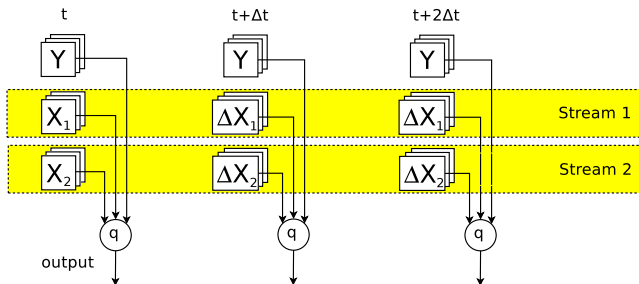 t t+Δt t+2Δt
Y Y Y
X1 ΔX1 ΔX1 Stream 1
X2 ΔX2 ΔX2 Stream 2
q q q
output